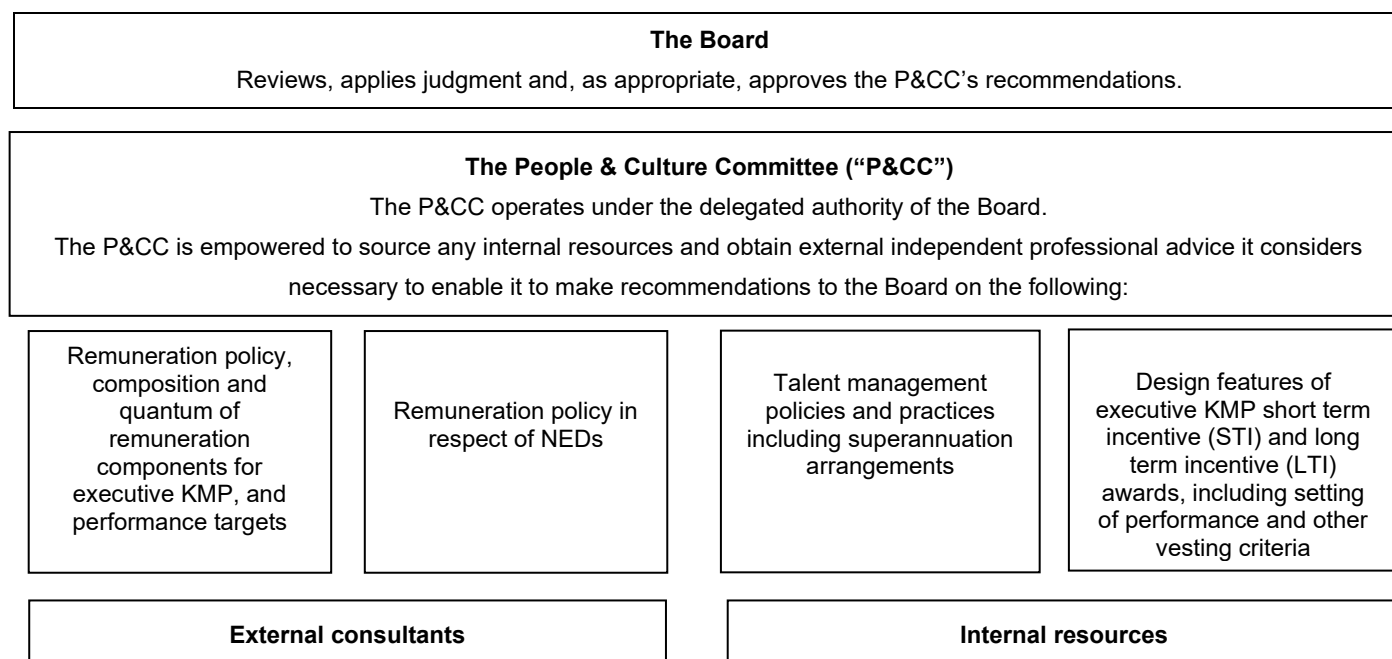 The Board
Reviews, applies judgment and, as appropriate, approves the P&CC’s recommendations.
The People & Culture Committee (“P&CC”)
The P&CC operates under the delegated authority of the Board.
The P&CC is empowered to source any internal resources and obtain external independent professional advice it considers
necessary to enable it to make recommendations to the Board on the following:
Remuneration policy,
composition and
quantum of
remuneration
components for
executive KMP, and
performance targets
Remuneration policy in
respect of NEDs
Talent management
policies and practices
including superannuation
arrangements
Design features of
executive KMP short term
incentive (STI) and long
term incentive (LTI)
awards, including setting
of performance and other
vesting criteria
External consultants
Internal resources